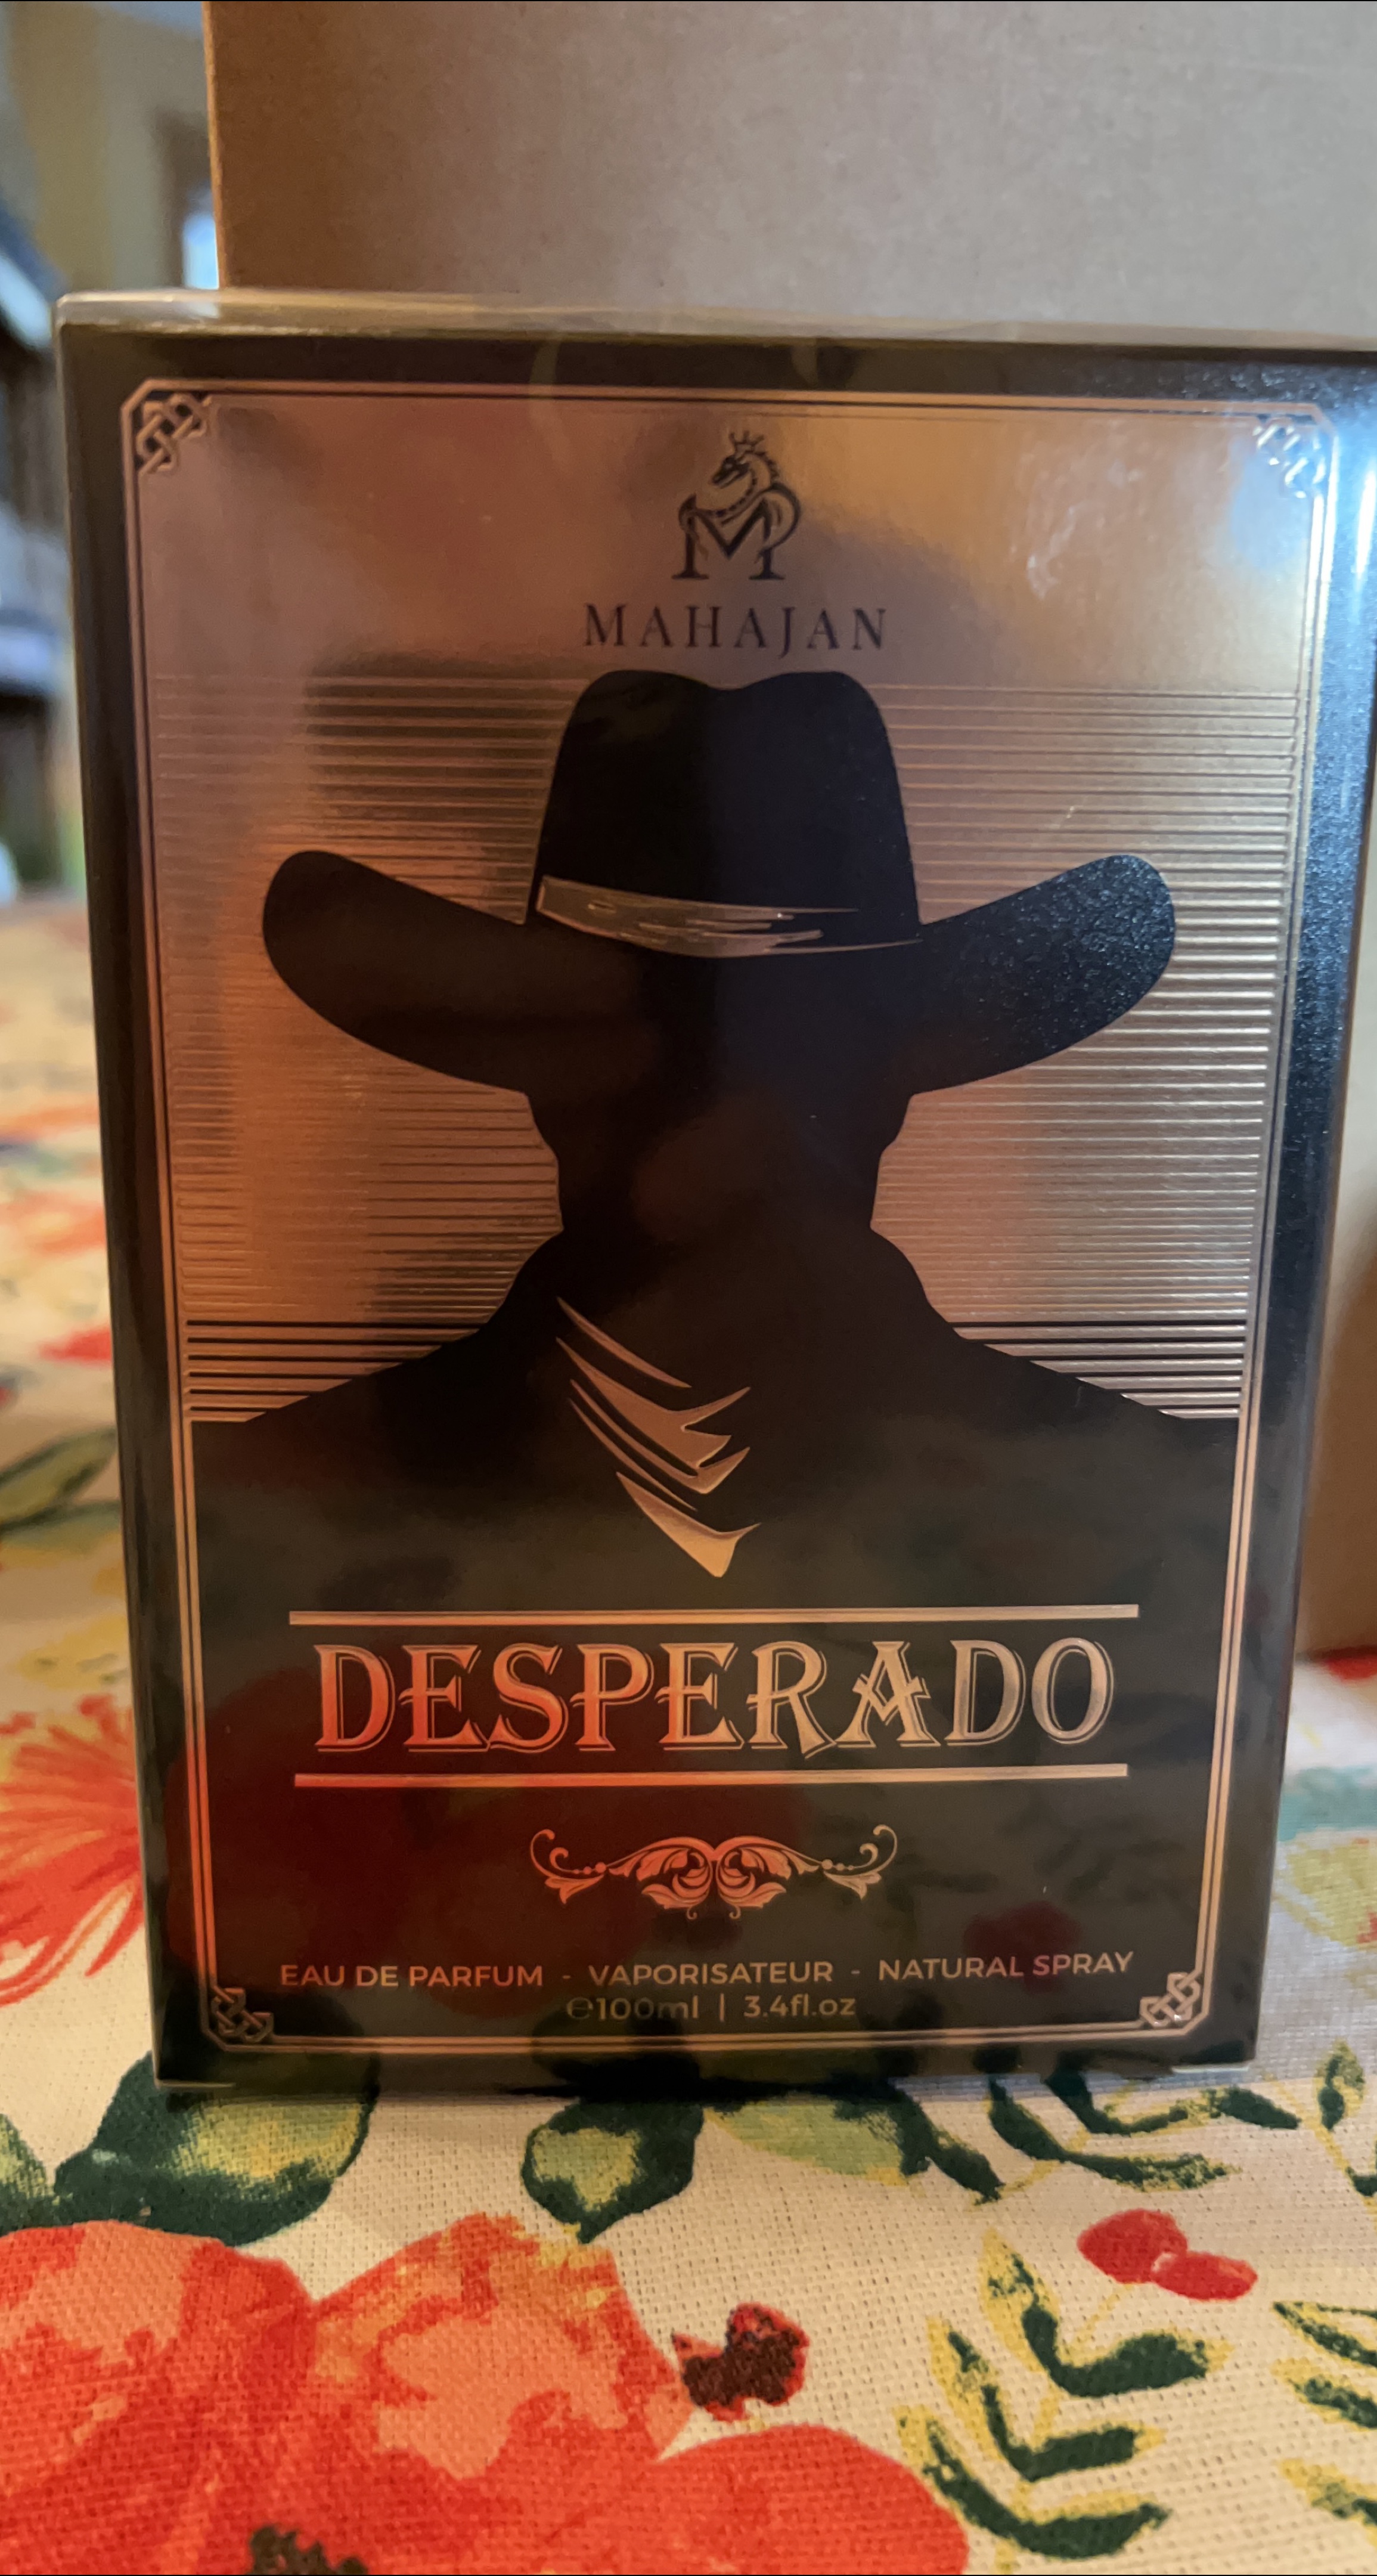 M
MAHAJAN
DESPERADO
EAU DE PARFUM - VAPORISATEUR - NATURAL SPRAY
℮100ml | 3.4fl.oz